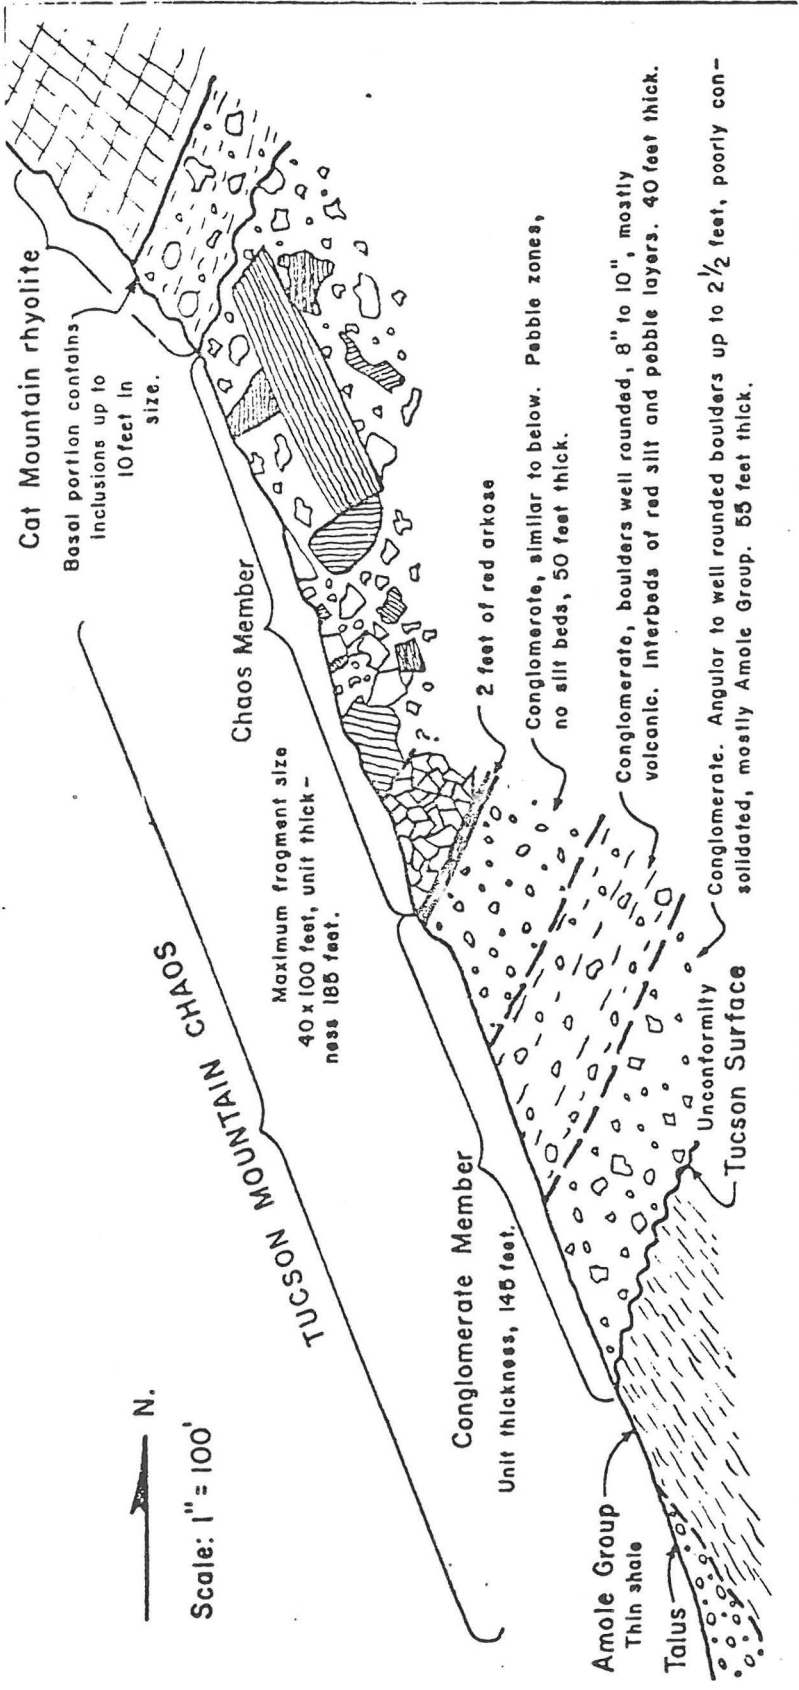 Cat Mountain rhyolite
Basal portion contains
inclusions up to
10 feet in
size.
Chaos Member
Maximum fragment size
40 x 100 feet, unit thick-
ness 185 feet.
TUCSON MOUNTAIN CHAOS
Conglomerate Member
Unit thickness, 145 feet.
N.
Scale: 1" = 100'
?
2 feet of red arkose
Conglomerate, similar to below. Pebble zones,
no silt beds, 50 feet thick.
Conglomerate, boulders well rounded, 8" to 10", mostly
volcanic. Interbeds of red silt and pebble layers. 40 feet thick.
Conglomerate. Angular to well rounded boulders up to 2½ feet, poorly con-
solidated, mostly Amole Group. 55 feet thick.
Unconformity
Tucson Surface
Amole Group
Thin shale
Talus